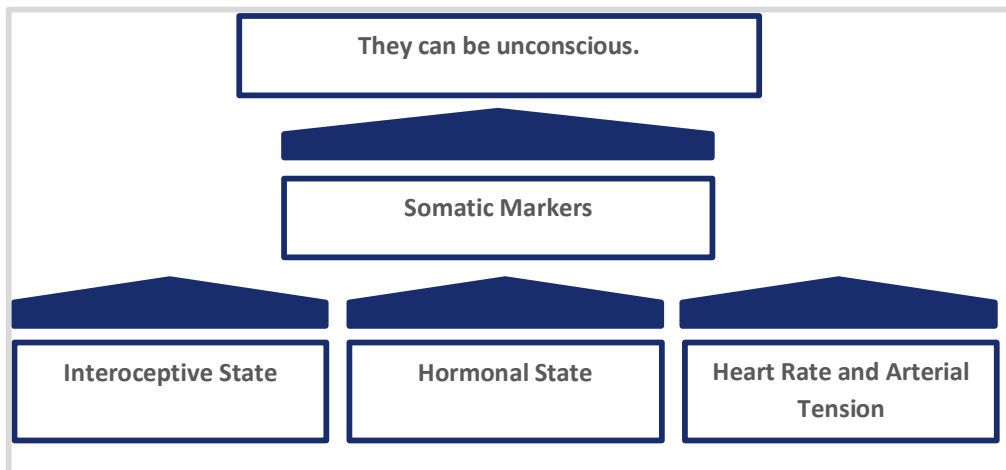 They can be unconscious.
Somatic Markers
Interoceptive State
Hormonal State
Heart Rate and Arterial
Tension